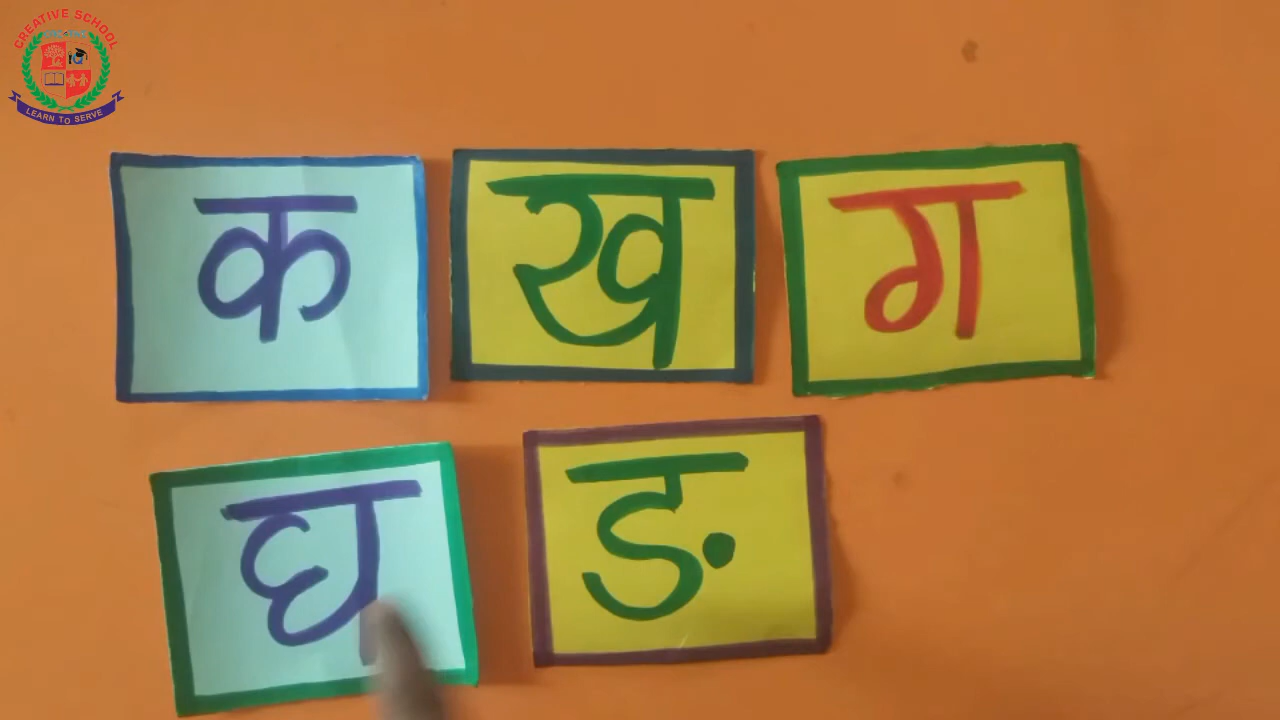 CREATIVE SCHOOL
LEARN TO SERVE
क ख ग
घ ङ